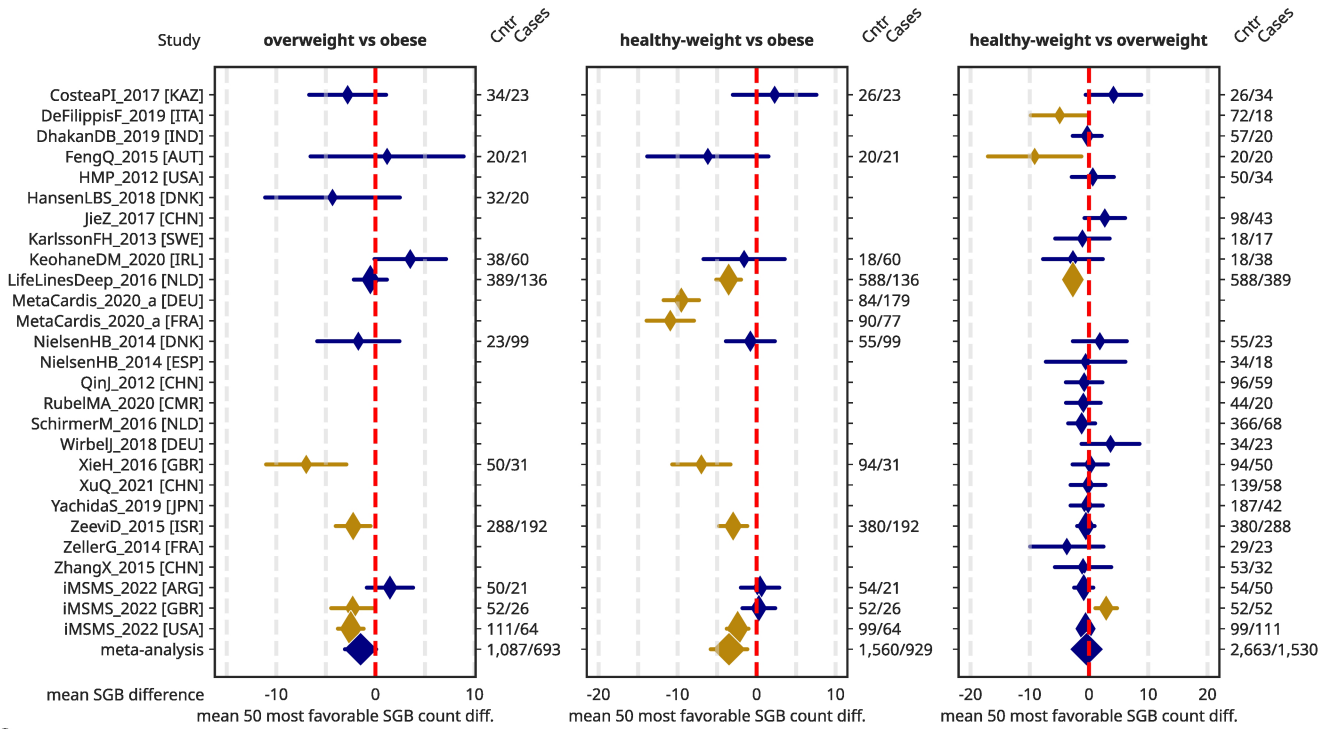 Study overweight vs obese Cntr Cases healthy-weight vs obese Cntr Cases healthy-weight vs overweight Cntr Cases
CosteaPI_2017 [KAZ] 34/23 26/23 26/34
DeFilippisF_2019 [ITA] 72/18
DhakanDB_2019 [IND] 57/20
FengQ_2015 [AUT] 20/21 20/21 20/20
HMP_2012 [USA] 50/34
HansenLBS_2018 [DNK] 32/20
JieZ_2017 [CHN] 98/43
KarlssonFH_2013 [SWE] 18/17
KeohaneDM_2020 [IRL] 38/60 18/60 18/38
LifeLinesDeep_2016 [NLD] 389/136 588/136 588/389
MetaCardis_2020_a [DEU] 84/179
MetaCardis_2020_a [FRA] 90/77
NielsenHB_2014 [DNK] 23/99 55/99 55/23
NielsenHB_2014 [ESP] 34/18
QinJ_2012 [CHN] 96/59
RubelMA_2020 [CMR] 44/20
SchirmerM_2016 [NLD] 366/68
WirbelJ_2018 [DEU] 34/23
XieH_2016 [GBR] 50/31 94/31 94/50
XuQ_2021 [CHN] 139/58
YachidaS_2019 [JPN] 187/42
ZeeviD_2015 [ISR] 288/192 380/192 380/288
ZellerG_2014 [FRA] 29/23
ZhangX_2015 [CHN] 53/32
iMSMS_2022 [ARG] 50/21 54/21 54/50
iMSMS_2022 [GBR] 52/26 52/26 52/52
iMSMS_2022 [USA] 111/64 99/64 99/111
meta-analysis 1,087/693 1,560/929 2,663/1,530
mean SGB difference -10 0 10 -20 -10 0 10 -20 -10 0 10 20
mean 50 most favorable SGB count diff. mean 50 most favorable SGB count diff. mean 50 most favorable SGB count diff.